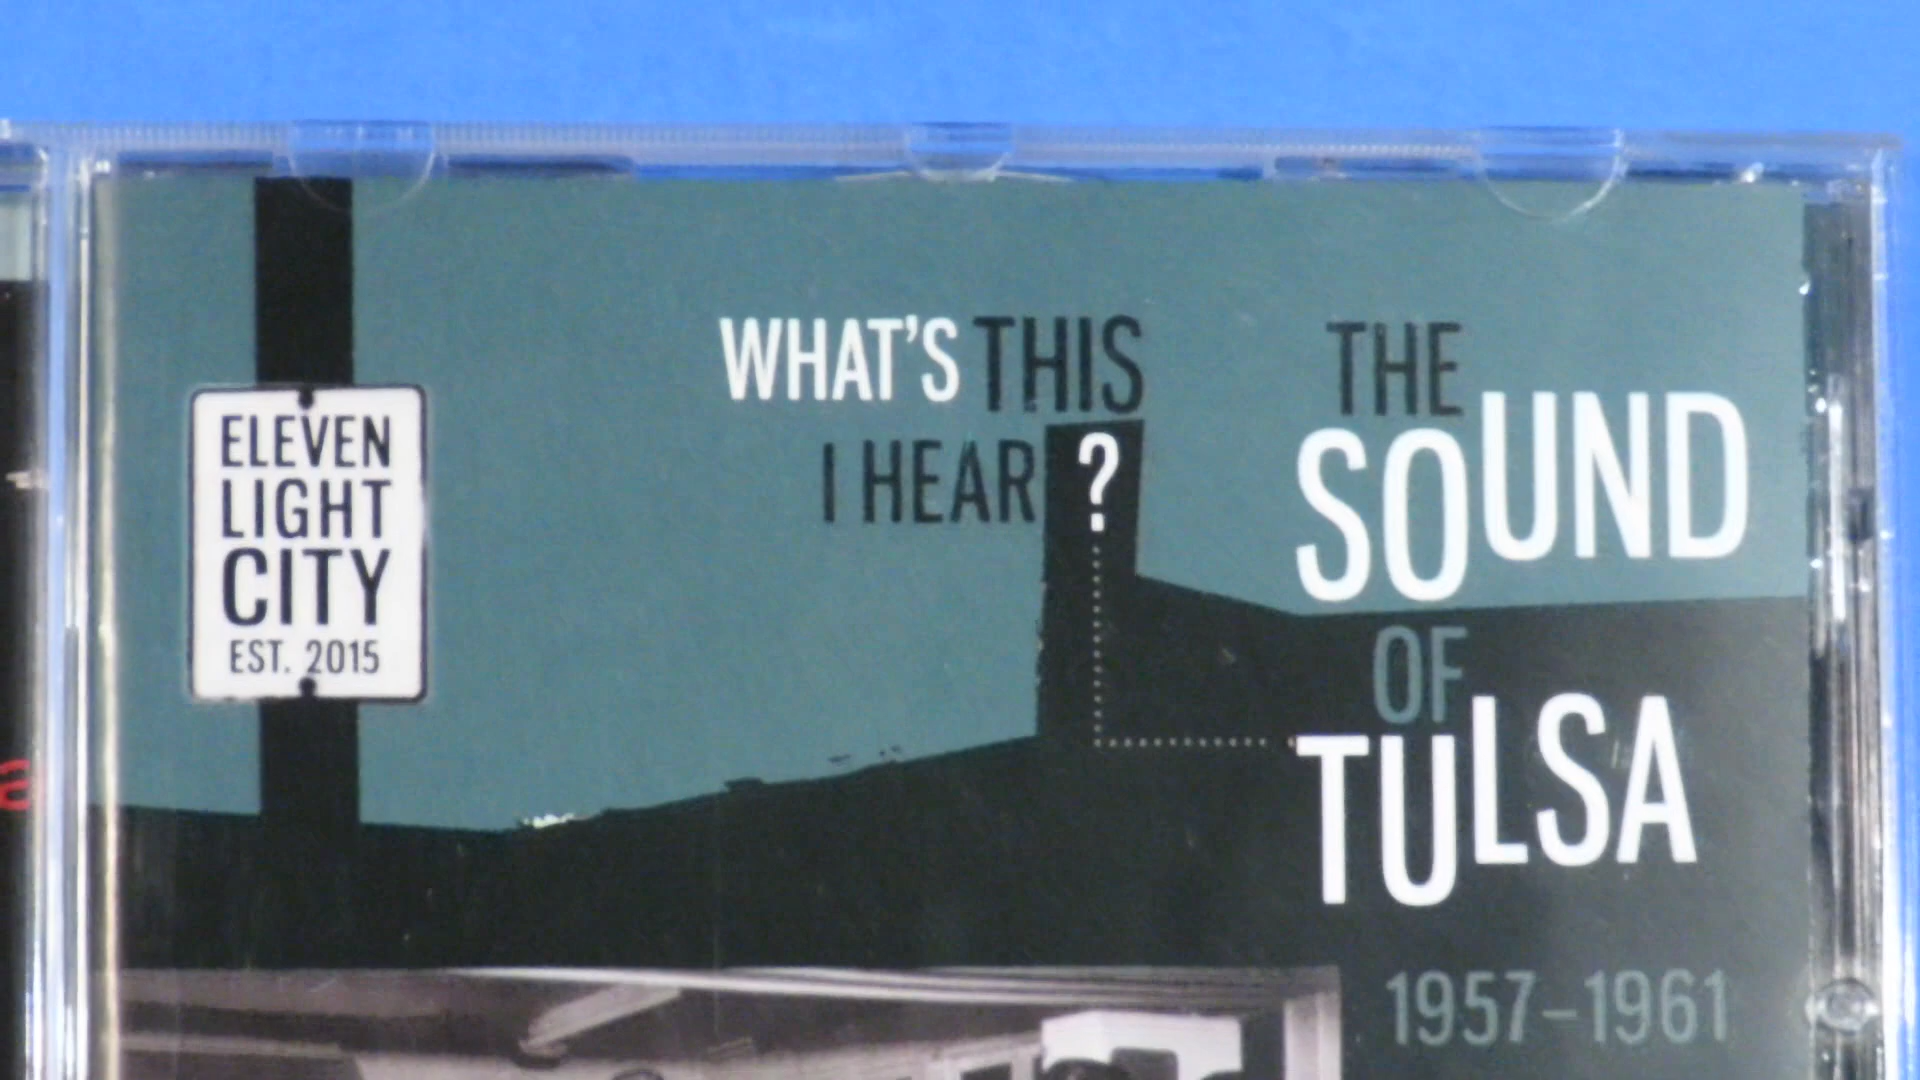 ELEVEN
LIGHT
CITY
EST. 2015
WHAT'S THIS
I HEAR?
THE
SOUND
OF
TULSA
1957–1961
a